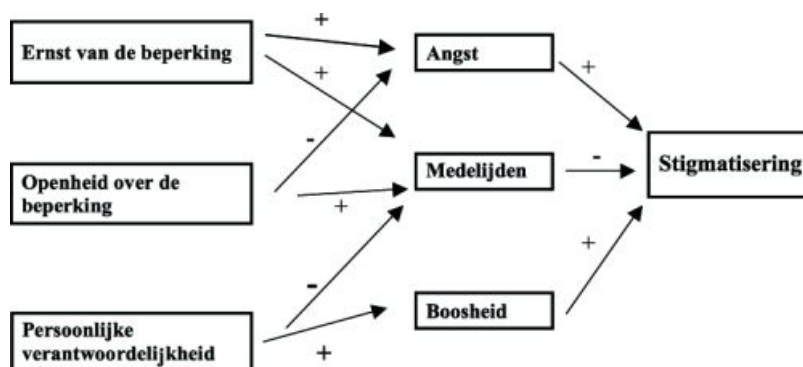 Ernst van de beperking
+
Angst
+
+
-
Openheid over de
beperking
+
Medelijden
-
Stigmatisering
-
+
Persoonlijke
verantwoordelijkheid
+
Boosheid